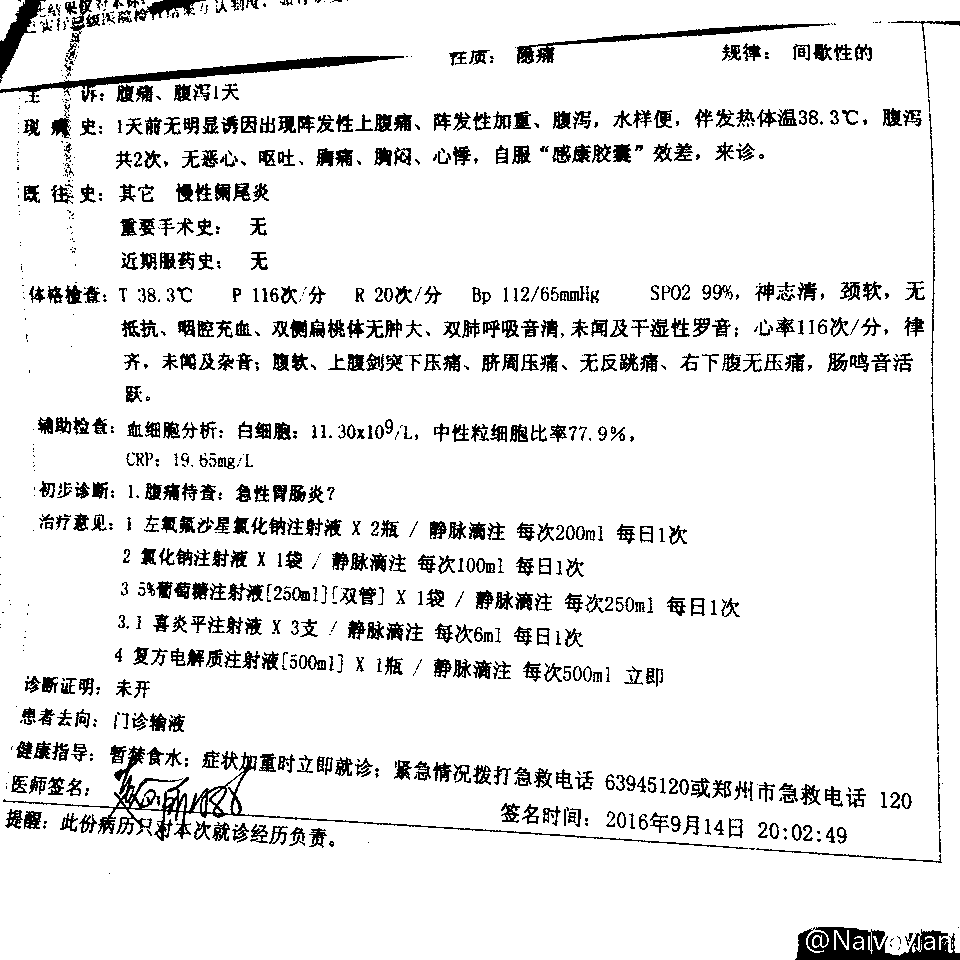 性质： 隐痛 规律： 间歇性的
主 诉：腹痛、腹泻1天
现 病 史：1天前无明显诱因出现阵发性上腹痛、阵发性加重、腹泻，水样便，伴发热体温38.3℃，腹泻
共2次，无恶心、呕吐、胸痛、胸闷、心悸，自服“感康胶囊”效差，来诊。
既 往 史：其它 慢性阑尾炎
重要手术史： 无
近期服药史： 无
体格检查：T 38.3℃ P 116次/分 R 20次/分 Bp 112/65mmHg SPO2 99%，神志清，颈软，无
抵抗、咽腔充血、双侧扁桃体无肿大、双肺呼吸音清,未闻及干湿性罗音；心率116次/分，律
齐，未闻及杂音；腹软、上腹剑突下压痛、脐周压痛、无反跳痛、右下腹无压痛，肠鸣音活
跃。
辅助检查：血细胞分析：白细胞：11.30x10^9/L，中性粒细胞比率77.9%，
CRP：19.65mg/L
初步诊断：1.腹痛待查：急性胃肠炎？
治疗意见：1 左氧氟沙星氯化钠注射液 X 2瓶 / 静脉滴注 每次200ml 每日1次
2 氯化钠注射液 X 1袋 / 静脉滴注 每次100ml 每日1次
3 5%葡萄糖注射液[250ml][双管] X 1袋 / 静脉滴注 每次250ml 每日1次
3.1 喜炎平注射液 X 3支 / 静脉滴注 每次6ml 每日1次
4 复方电解质注射液[500ml] X 1瓶 / 静脉滴注 每次500ml 立即
诊断证明：未开
患者去向：门诊输液
健康指导：暂禁食水；症状加重时立即就诊；紧急情况拨打急救电话 63945120或郑州市急救电话 120
医师签名：
签名时间：2016年9月14日 20:02:49
提醒：此份病历只对本次就诊经历负责。